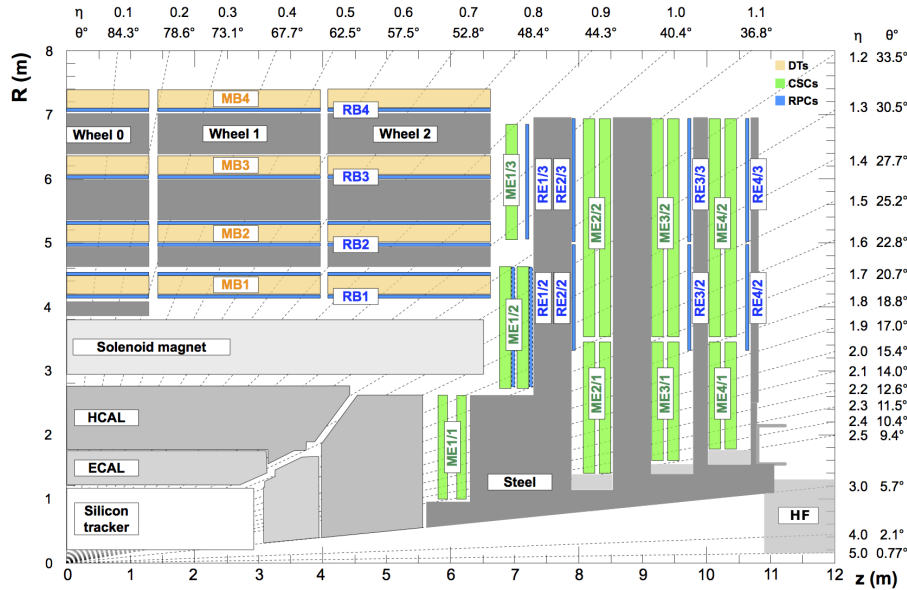 η 0.1 0.2 0.3 0.4 0.5 0.6 0.7 0.8 0.9 1.0 1.1
θ° 84.3° 78.6° 73.1° 67.7° 62.5° 57.5° 52.8° 48.4° 44.3° 40.4° 36.8° η θ°
R (m)
8
7
6
5
4
3
2
1
0
1.2 33.5°
1.3 30.5°
1.4 27.7°
1.5 25.2°
1.6 22.8°
1.7 20.7°
1.8 18.8°
1.9 17.0°
2.0 15.4°
2.1 14.0°
2.2 12.6°
2.3 11.5°
2.4 10.4°
2.5 9.4°
3.0 5.7°
4.0 2.1°
5.0 0.77°
DTs
CSCs
RPCs
MB4
RB4
Wheel 0 Wheel 1 Wheel 2
MB3
RB3
MB2
RB2
MB1
RB1
ME1/3
RE1/3
RE2/3
ME2/2
ME3/2
RE3/3
ME4/2
RE4/3
ME1/2
RE1/2
RE2/2
RE3/2
RE4/2
Solenoid magnet
HCAL
ECAL
Silicon
tracker
ME1/1
ME2/1
ME3/1
ME4/1
Steel
HF
0 1 2 3 4 5 6 7 8 9 10 11 12
z (m)